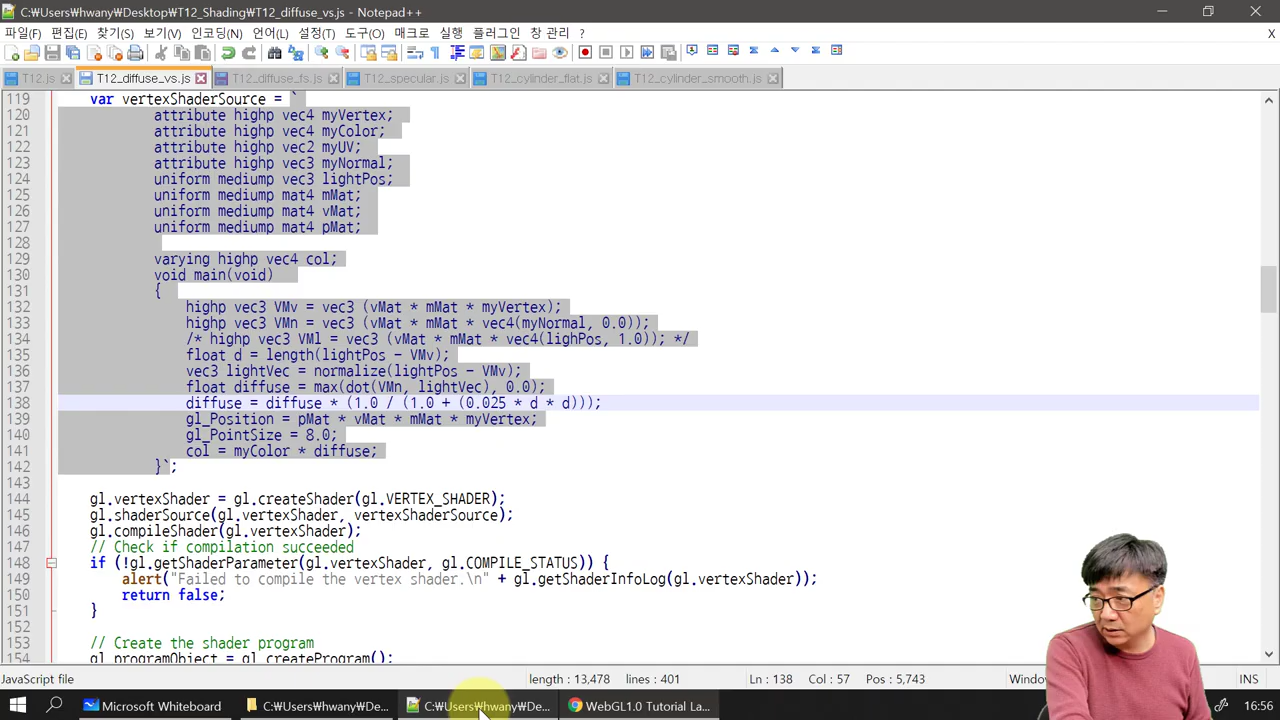 C:\Users\hwany\Desktop\T12_Shading\T12_diffuse_vs.js - Notepad++
파일(F) 편집(E) 찾기(S) 보기(V) 인코딩(N) 언어(L) 설정(T) 도구(O) 매크로 실행 플러그인 창 관리 ? X
T12.js T12_diffuse_vs.js T12_diffuse_fs.js T12_specular.js T12_cylinder_flat.js T12_cylinder_smooth.js
119 var vertexShaderSource = `
120 attribute highp vec4 myVertex;
121 attribute highp vec4 myColor;
122 attribute highp vec2 myUV;
123 attribute highp vec3 myNormal;
124 uniform mediump vec3 lightPos;
125 uniform mediump mat4 mMat;
126 uniform mediump mat4 vMat;
127 uniform mediump mat4 pMat;
128
129 varying highp vec4 col;
130 void main(void)
131 {
132 highp vec3 VMv = vec3 (vMat * mMat * myVertex);
133 highp vec3 VMn = vec3 (vMat * mMat * vec4(myNormal, 0.0));
134 /* highp vec3 VMl = vec3 (vMat * mMat * vec4(lighPos, 1.0)); */
135 float d = length(lightPos - VMv);
136 vec3 lightVec = normalize(lightPos - VMv);
137 float diffuse = max(dot(VMn, lightVec), 0.0);
138 diffuse = diffuse * (1.0 / (1.0 + (0.025 * d * d)));
139 gl_Position = pMat * vMat * mMat * myVertex;
140 gl_PointSize = 8.0;
141 col = myColor * diffuse;
142 }`;
143
144 gl.vertexShader = gl.createShader(gl.VERTEX_SHADER);
145 gl.shaderSource(gl.vertexShader, vertexShaderSource);
146 gl.compileShader(gl.vertexShader);
147 // Check if compilation succeeded
148 if (!gl.getShaderParameter(gl.vertexShader, gl.COMPILE_STATUS)) {
149 alert("Failed to compile the vertex shader.\n" + gl.getShaderInfoLog(gl.vertexShader));
150 return false;
151 }
152
153 // Create the shader program
154 gl.programObject = gl.createProgram();
JavaScript file length : 13,478 lines : 401 Ln : 138 Col : 57 Pos : 5,743 Window INS
Microsoft Whiteboard C:₩Users₩hwany₩De... C:₩Users₩hwany₩De... WebGL1.0 Tutorial La... 16:56